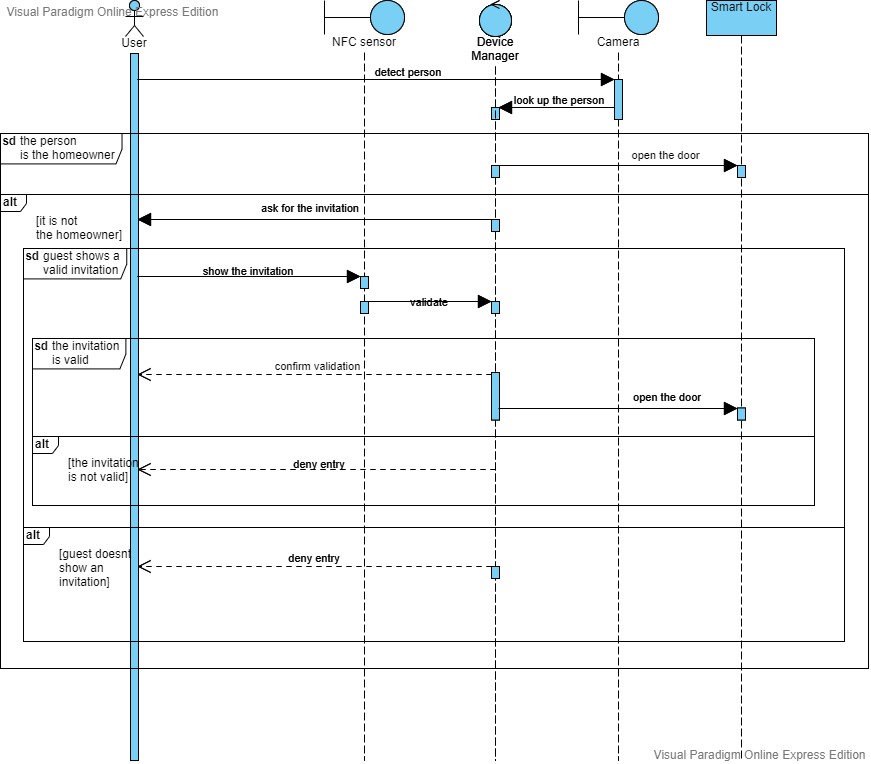 Visual Paradigm Online Express Edition
User
NFC sensor
Device
Manager
Camera
Smart Lock
detect person
look up the person
sd the person
is the homeowner
open the door
alt
[it is not
the homeowner]
ask for the invitation
sd guest shows a
valid invitation
show the invitation
validate
sd the invitation
is valid
confirm validation
open the door
alt
[the invitation
is not valid]
deny entry
alt
[guest doesnt
show an
invitation]
deny entry
Visual Paradigm Online Express Edition